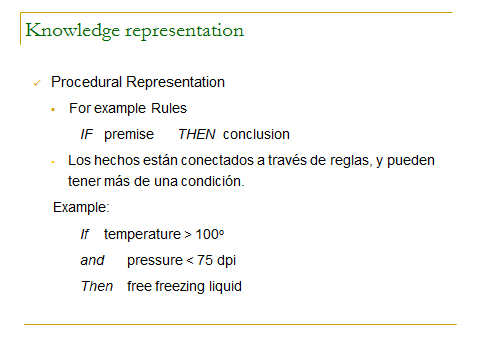 Knowledge representation
Procedural Representation
For example Rules
IF premise THEN conclusion
Los hechos están conectados a través de reglas, y pueden
tener más de una condición.
Example:
If temperature > 100º
and pressure < 75 dpi
Then free freezing liquid